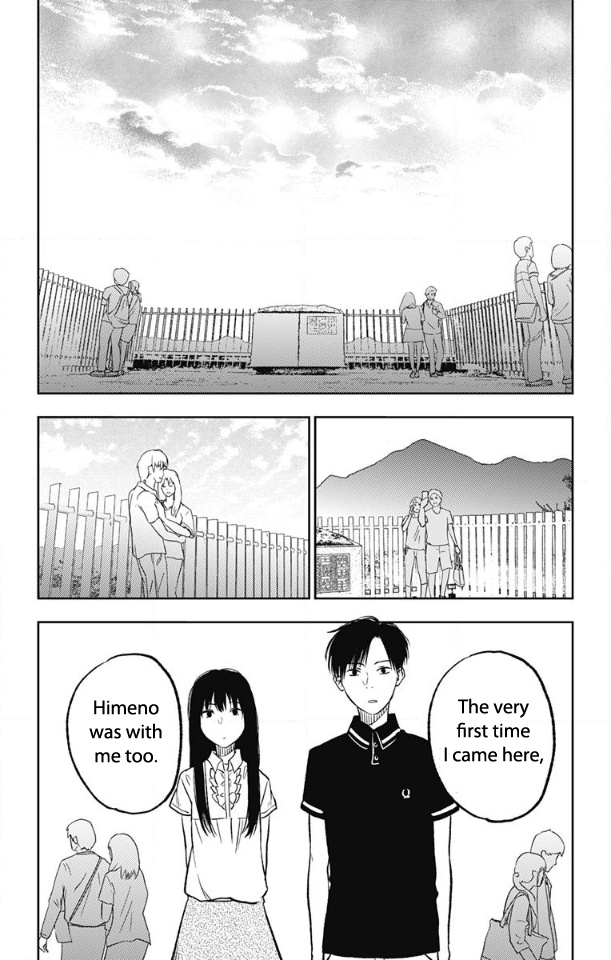 The very
first time
I came here,
Himeno
was with
me too.